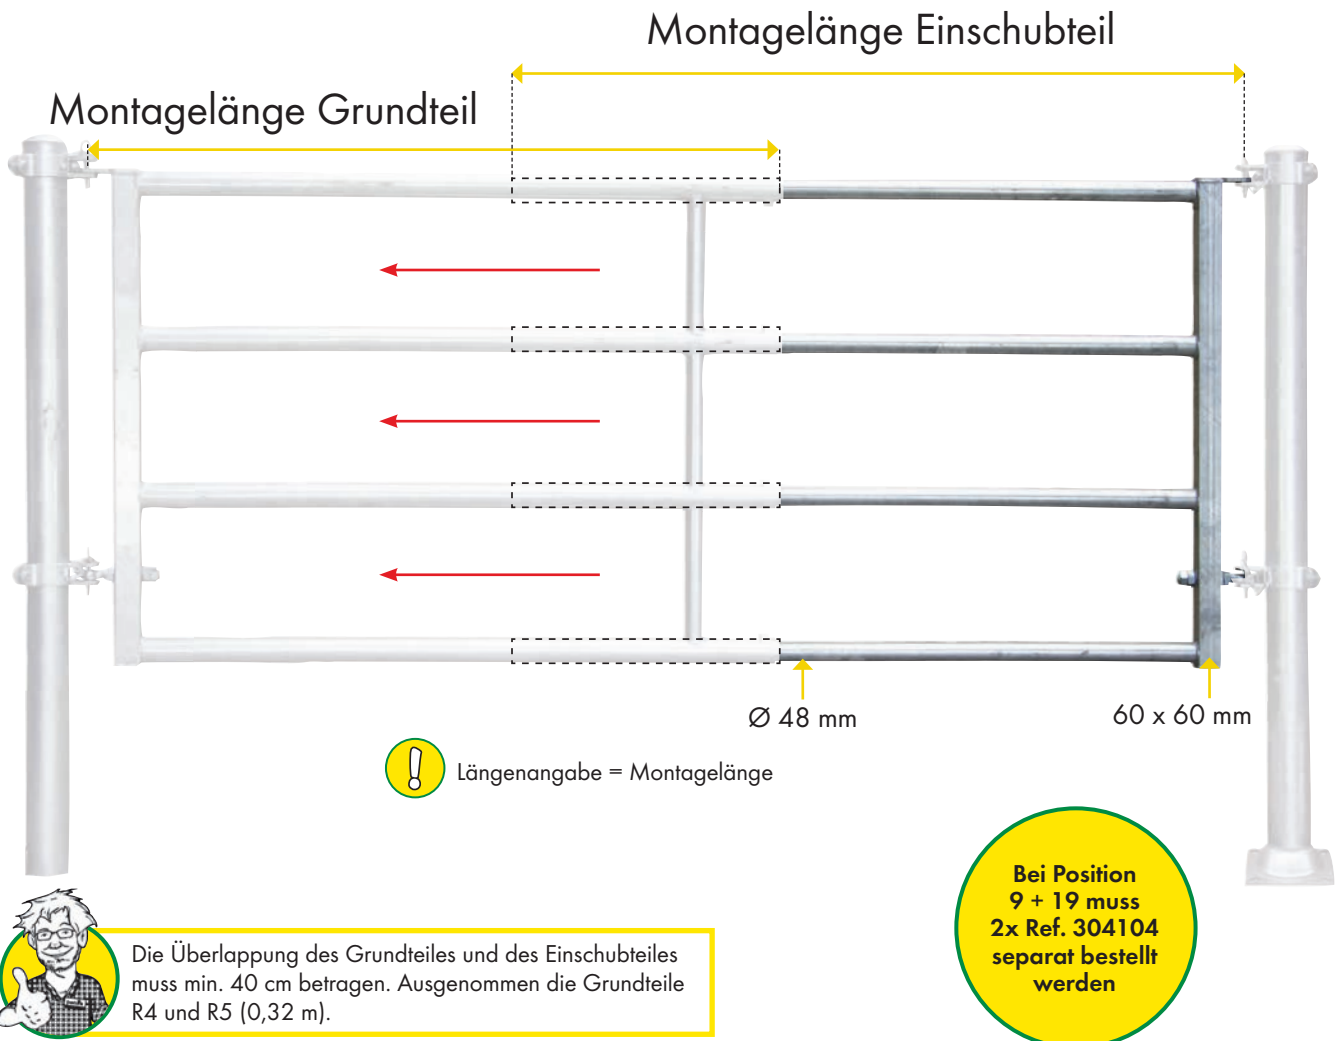 Montagelänge Einschubteil
Montagelänge Grundteil
Ø 48 mm
60 x 60 mm
Längenangabe = Montagelänge
Bei Position
9 + 19 muss
2x Ref. 304104
separat bestellt
werden
Die Überlappung des Grundteiles und des Einschubteiles
muss min. 40 cm betragen. Ausgenommen die Grundteile
R4 und R5 (0,32 m).